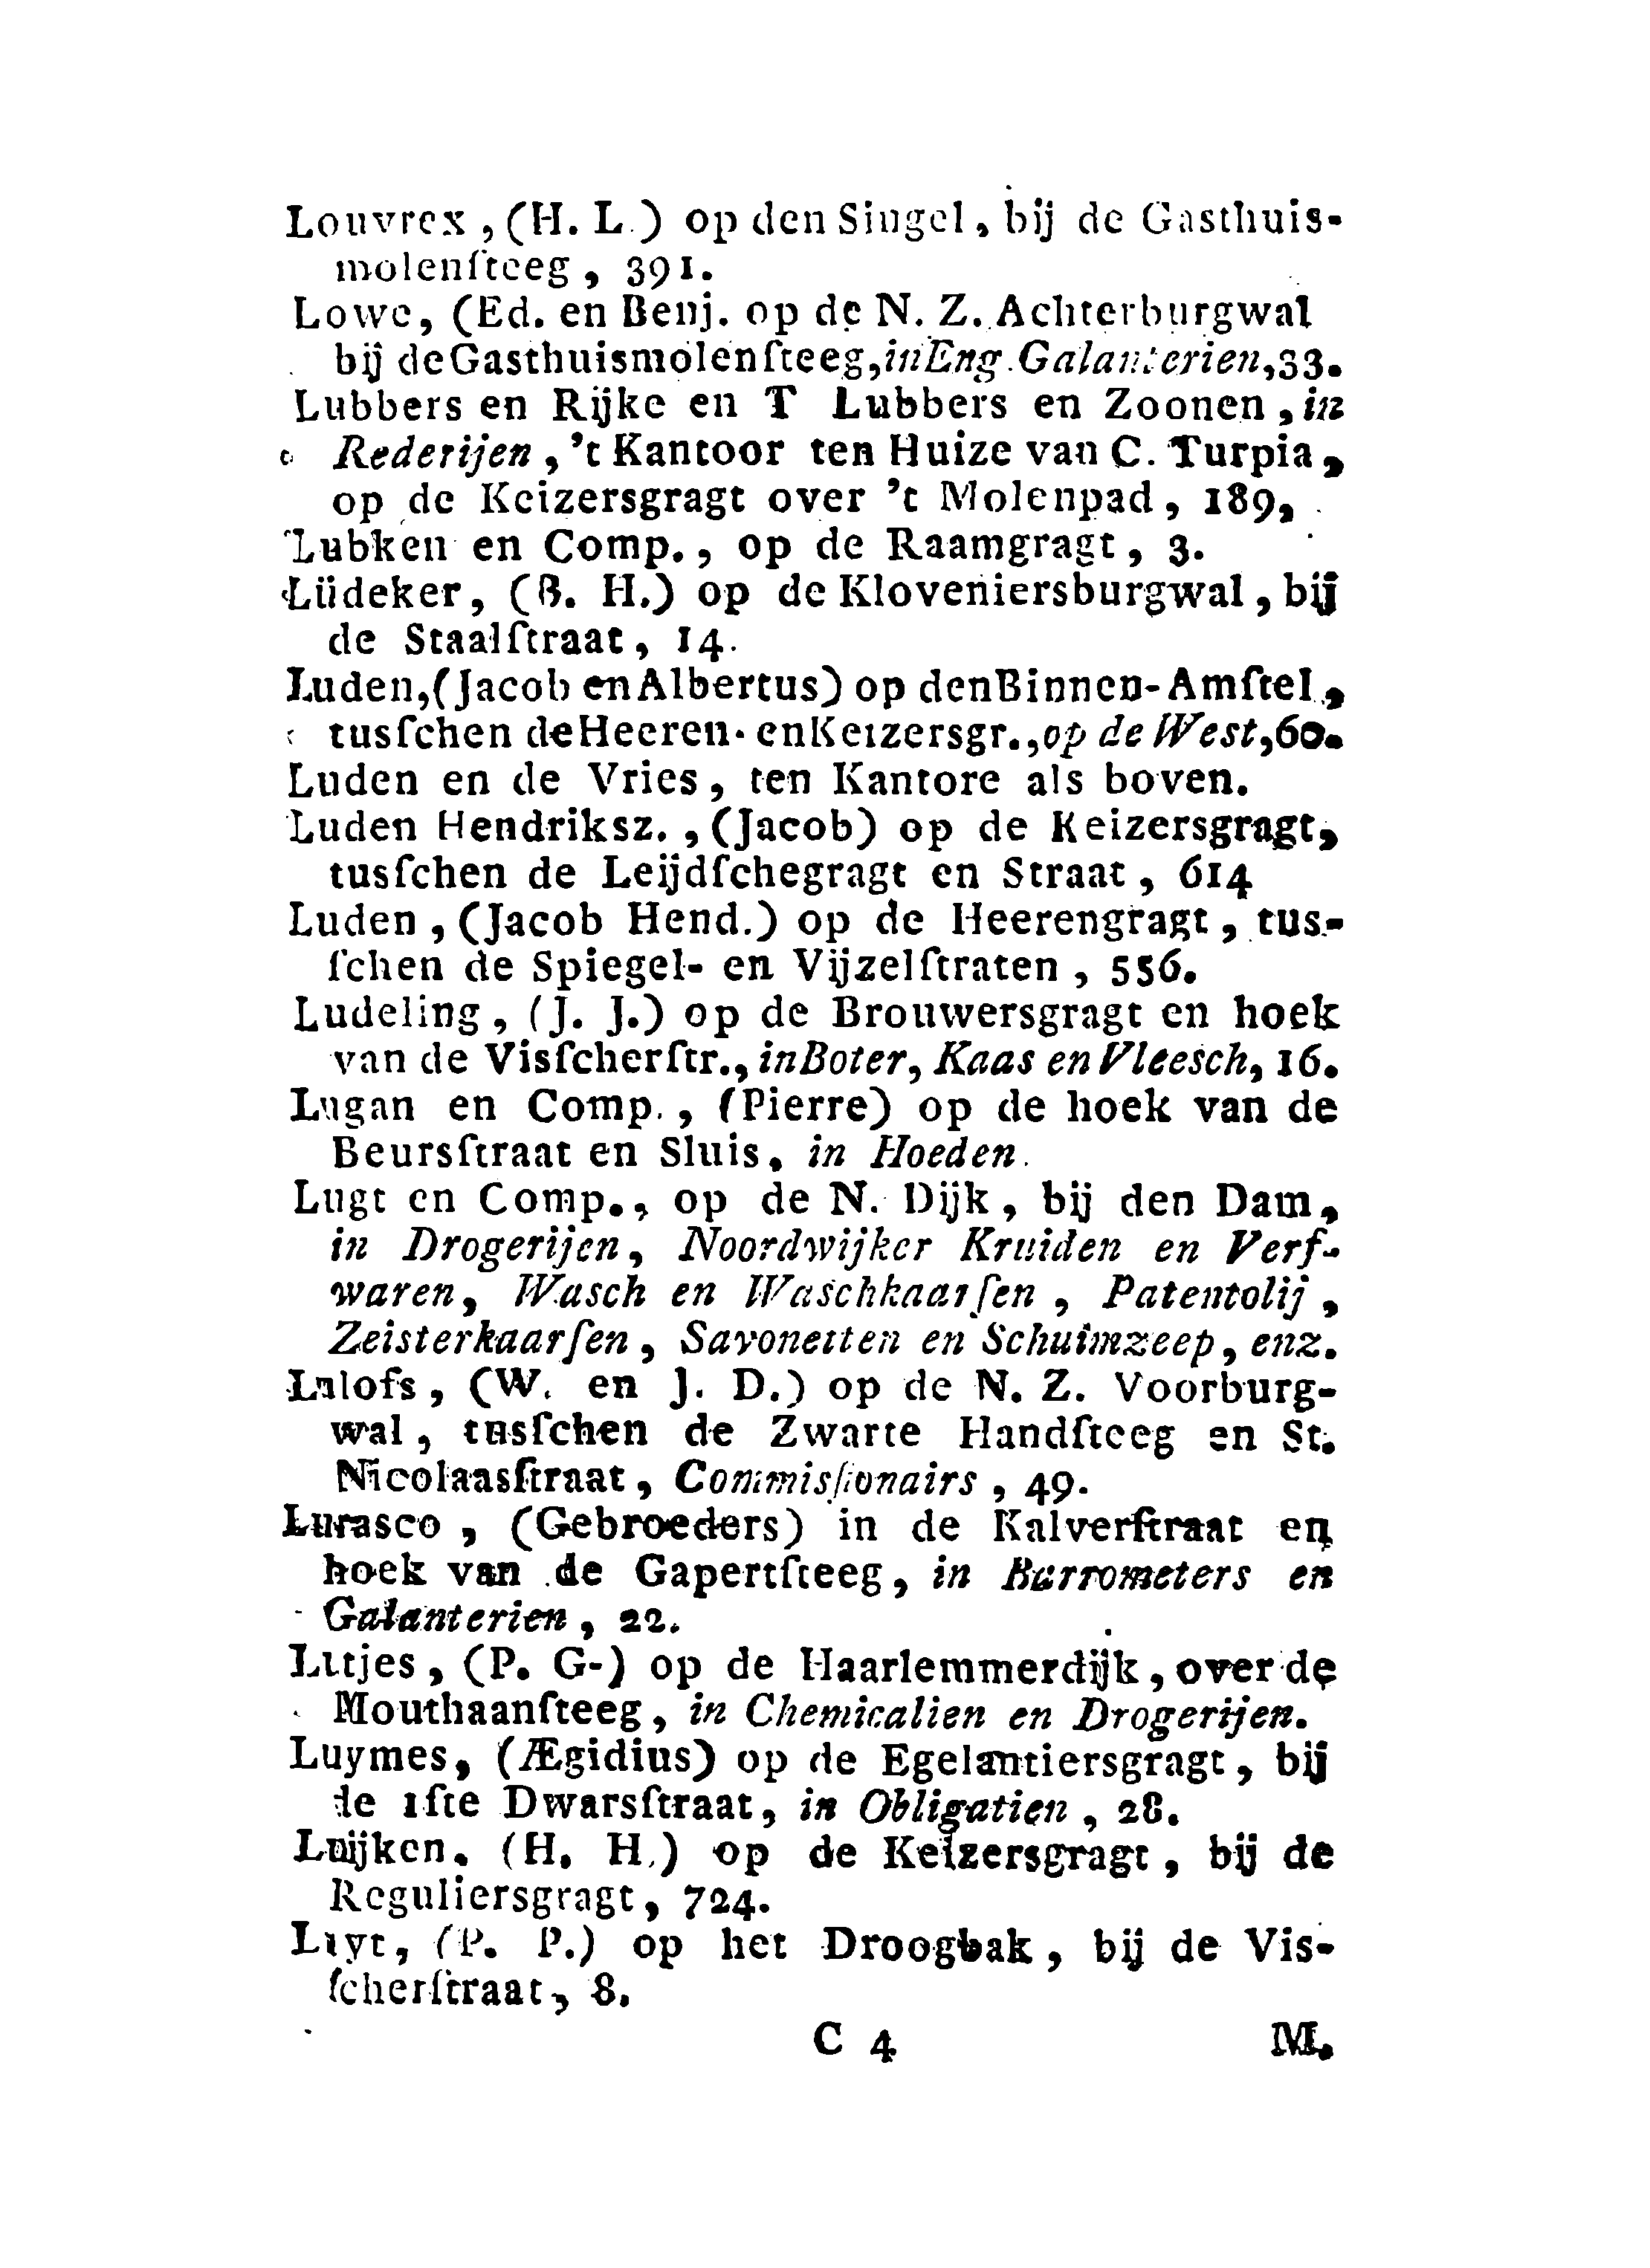 Louvrex, (H. L.) op den Singel, bij de Gasthuis-
molenſteeg, 391.
Lowe, (Ed. en Benj. op de N. Z. Achterburgwal
bij de Gasthuismolenſteeg, in Eng. Galanterien, 33.
Lubbers en Rijke en T Lubbers en Zoonen, in
Rederijen, 't Kantoor ten Huize van C. Turpia,
op de Keizersgragt over 't Molenpad, 189,
Lubken en Comp., op de Raamgragt, 3.
Lüdeker, (B. H.) op de Kloveniersburgwal, bij
de Staalſtraat, 14.
Luden, (Jacob en Albertus) op den Binnen-Amſtel,
tusſchen de Heeren- en Keizersgr., op de West, 60.
Luden en de Vries, ten Kantore als boven.
Luden Hendriksz., (Jacob) op de Keizersgragt,
tusſchen de Leijdſchegragt en Straat, 614
Luden, (Jacob Hend.) op de Heerengragt, tus-
ſchen de Spiegel- en Vijzelſtraten, 556.
Ludeling, (J. J.) op de Brouwersgragt en hoek
van de Visſcherſtr., in Boter, Kaas en Vleesch, 16.
Lugan en Comp., (Pierre) op de hoek van de
Beursſtraat en Sluis, in Hoeden.
Lugt en Comp., op de N. Dijk, bij den Dam,
in Drogerijen, Noordwijker Kruiden en Verf-
waren, Wasch en Waschkaarſen, Patentolij,
Zeisterkaarſen, Savonetten en Schuimzeep, enz.
Lulofs, (W. en J. D.) op de N. Z. Voorburg-
wal, tusſchen de Zwarte Handſteeg en St.
Nicolaasſtraat, Commisſionairs, 49.
Lurasco, (Gebroeders) in de Kalverſtraat en
hoek van de Gapertſteeg, in Barrometers en
Galanterien, 22.
Lutjes, (P. G-) op de Haarlemmerdijk, over de
Mouthaanſteeg, in Chemicalien en Drogerijen.
Luymes, (Ægidius) op de Egelantiersgragt, bij
de 1ſte Dwarsſtraat, in Obligatien, 28.
Luijken, (H. H.) op de Keizersgragt, bij de
Reguliersgragt, 724.
Luyt, (P. P.) op het Droogbak, bij de Vis-
ſcherſtraat, 8.
C 4 M.